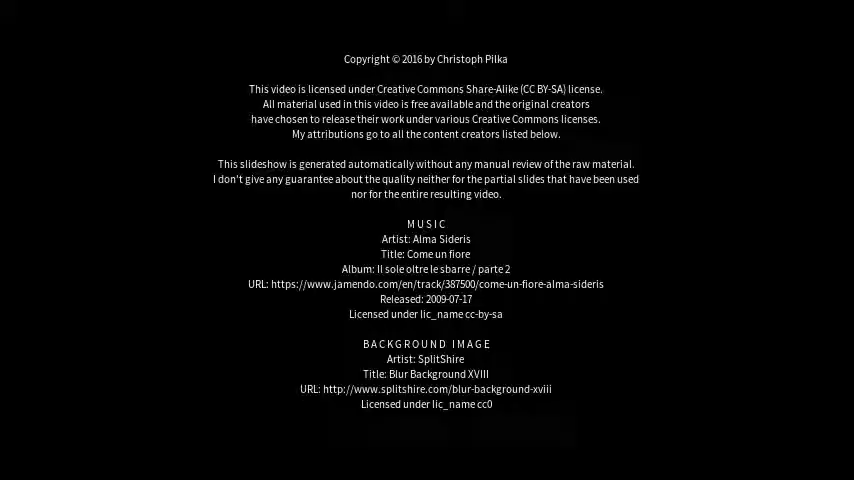 Copyright © 2016 by Christoph Pilka
This video is licensed under Creative Commons Share-Alike (CC BY-SA) license.
All material used in this video is free available and the original creators
have chosen to release their work under various Creative Commons licenses.
My attributions go to all the content creators listed below.
This slideshow is generated automatically without any manual review of the raw material.
I don't give any guarantee about the quality neither for the partial slides that have been used
nor for the entire resulting video.
MUSIC
Artist: Alma Sideris
Title: Come un fiore
Album: Il sole oltre le sbarre / parte 2
URL: https://www.jamendo.com/en/track/387500/come-un-fiore-alma-sideris
Released: 2009-07-17
Licensed under lic_name cc-by-sa
BACKGROUND IMAGE
Artist: SplitShire
Title: Blur Background XVIII
URL: http://www.splitshire.com/blur-background-xviii
Licensed under lic_name cc0